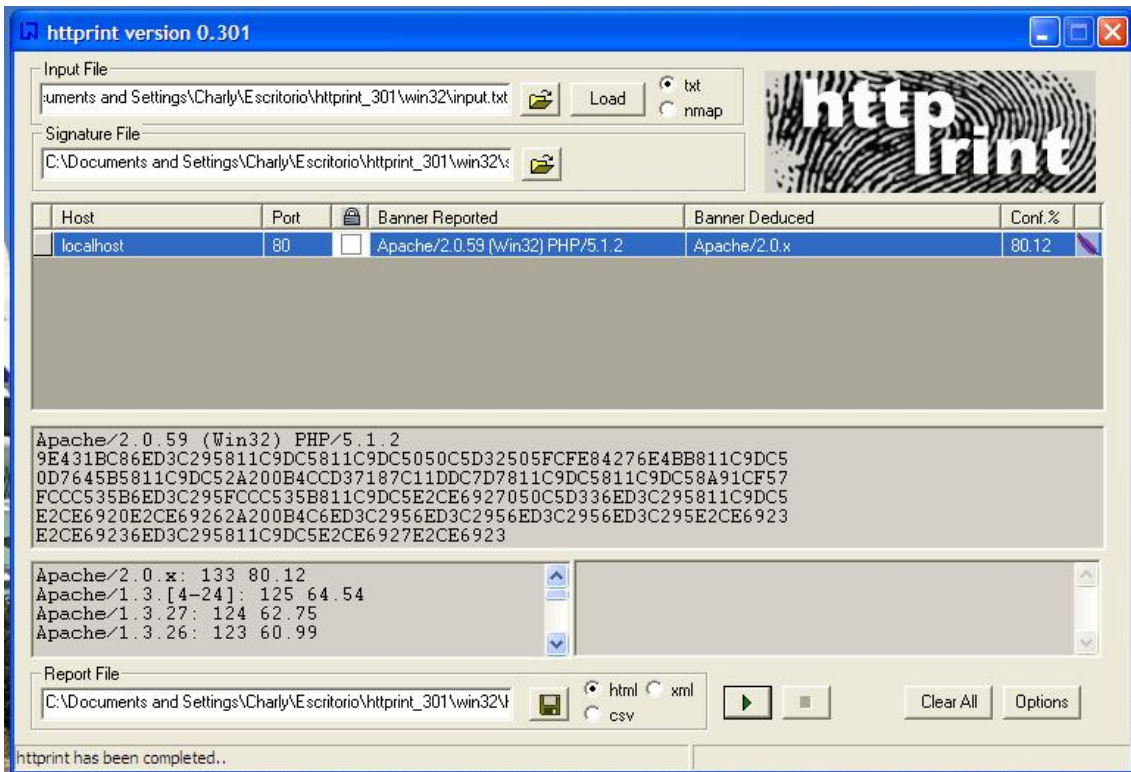 httprint version 0.301
Input File
:uments and Settings\Charly\Escritorio\httprint_301\win32\input.txt
Load
txt
nmap
http
print
Signature File
C:\Documents and Settings\Charly\Escritorio\httprint_301\win32\s
Host Port Banner Reported Banner Deduced Conf.%
localhost 80 Apache/2.0.59 (Win32) PHP/5.1.2 Apache/2.0.x 80.12
Apache/2.0.59 (Win32) PHP/5.1.2
9E431BC86ED3C295811C9DC5811C9DC5050C5D32505FCFE84276E4BB811C9DC5
0D7645B5811C9DC52A200B4CCD37187C11DDC7D7811C9DC5811C9DC58A91CF57
FCCC535B6ED3C295FCCC535B811C9DC5E2CE6927050C5D336ED3C295811C9DC5
E2CE6920E2CE69262A200B4C6ED3C2956ED3C2956ED3C2956ED3C295E2CE6923
E2CE69236ED3C295811C9DC5E2CE6927E2CE6923
Apache/2.0.x: 133 80.12
Apache/1.3.[4-24]: 125 64.54
Apache/1.3.27: 124 62.75
Apache/1.3.26: 123 60.99
Report File
C:\Documents and Settings\Charly\Escritorio\httprint_301\win32\
html xml
csv
Clear All
Options
httprint has been completed..